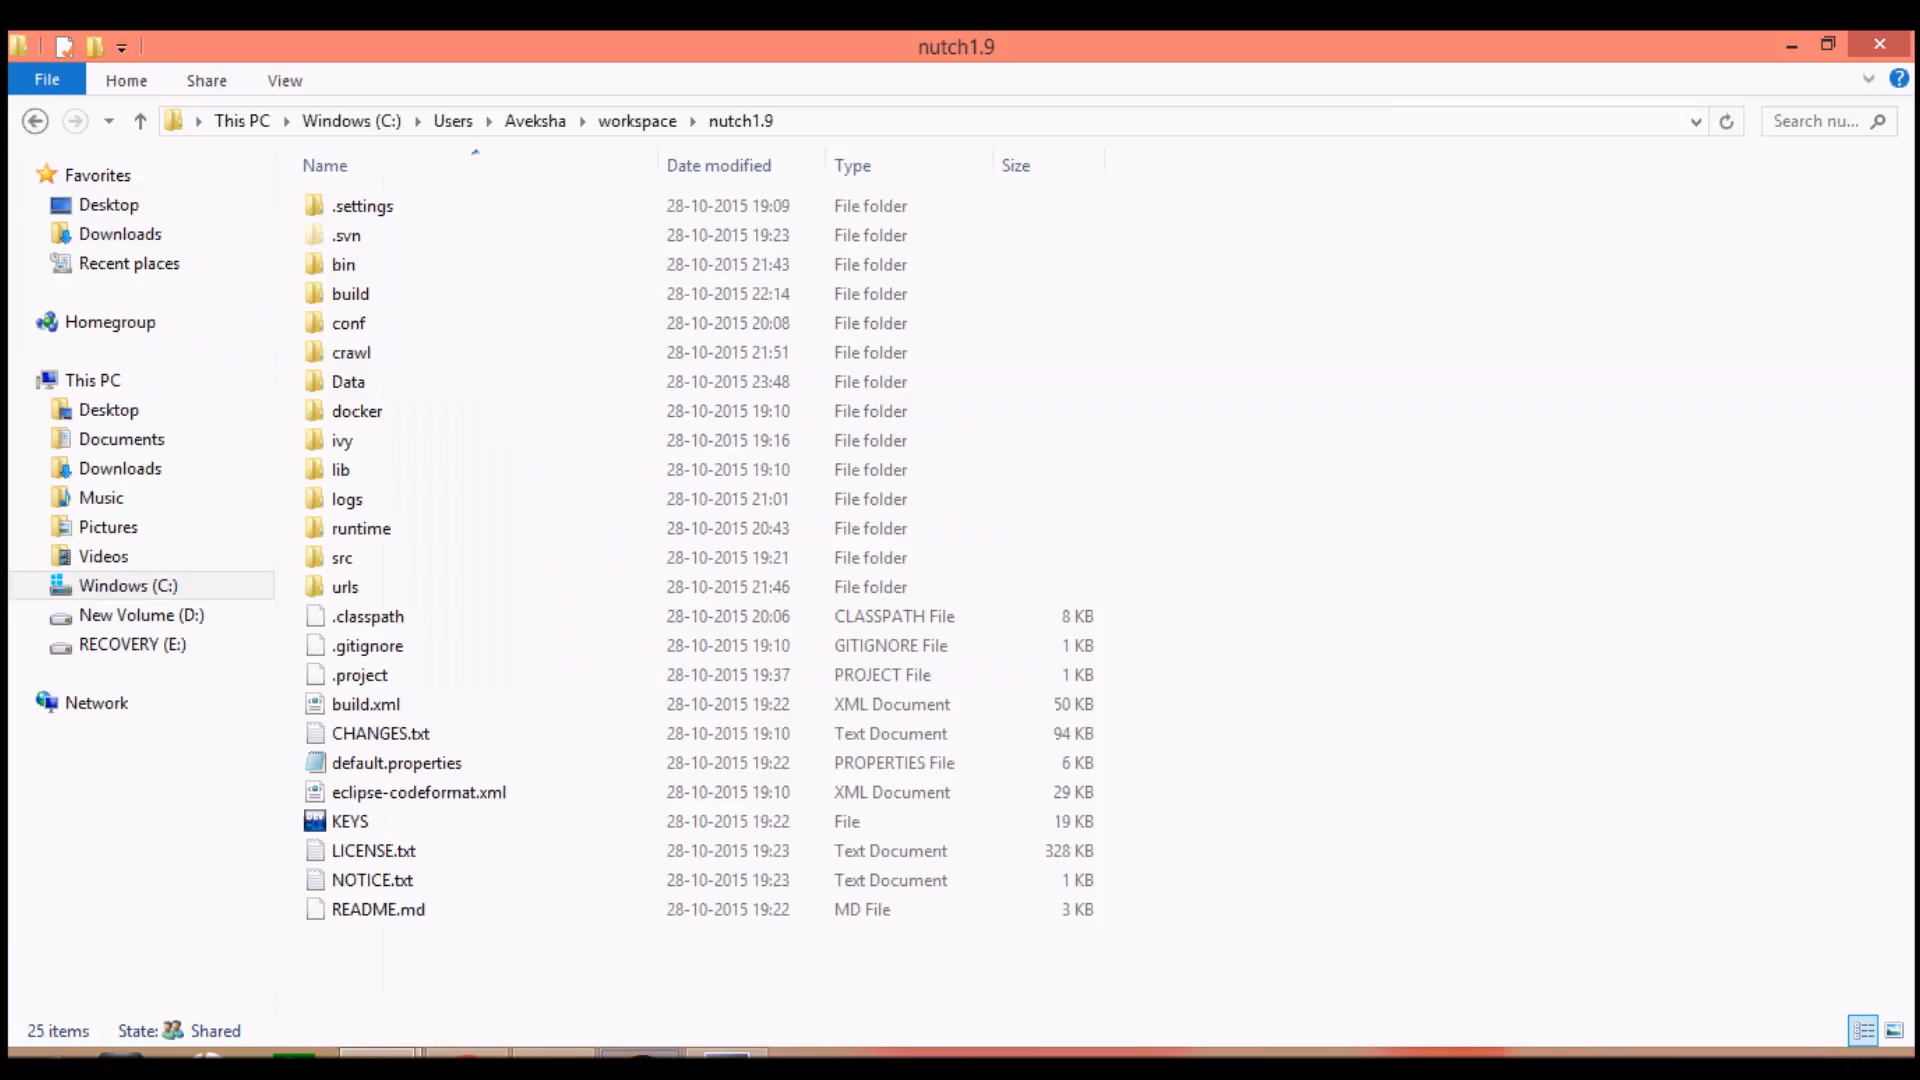 nutch1.9
File Home Share View
This PC Windows (C:) Users Aveksha workspace nutch1.9 Search nu...
Favorites
Desktop
Downloads
Recent places
Homegroup
This PC
Desktop
Documents
Downloads
Music
Pictures
Videos
Windows (C:)
New Volume (D:)
RECOVERY (E:)
Network
Name Date modified Type Size
.settings 28-10-2015 19:09 File folder
.svn 28-10-2015 19:23 File folder
bin 28-10-2015 21:43 File folder
build 28-10-2015 22:14 File folder
conf 28-10-2015 20:08 File folder
crawl 28-10-2015 21:51 File folder
Data 28-10-2015 23:48 File folder
docker 28-10-2015 19:10 File folder
ivy 28-10-2015 19:16 File folder
lib 28-10-2015 19:10 File folder
logs 28-10-2015 21:01 File folder
runtime 28-10-2015 20:43 File folder
src 28-10-2015 19:21 File folder
urls 28-10-2015 21:46 File folder
.classpath 28-10-2015 20:06 CLASSPATH File 8 KB
.gitignore 28-10-2015 19:10 GITIGNORE File 1 KB
.project 28-10-2015 19:37 PROJECT File 1 KB
build.xml 28-10-2015 19:22 XML Document 50 KB
CHANGES.txt 28-10-2015 19:10 Text Document 94 KB
default.properties 28-10-2015 19:22 PROPERTIES File 6 KB
eclipse-codeformat.xml 28-10-2015 19:10 XML Document 29 KB
KEYS 28-10-2015 19:22 File 19 KB
LICENSE.txt 28-10-2015 19:23 Text Document 328 KB
NOTICE.txt 28-10-2015 19:23 Text Document 1 KB
README.md 28-10-2015 19:22 MD File 3 KB
25 items State: Shared